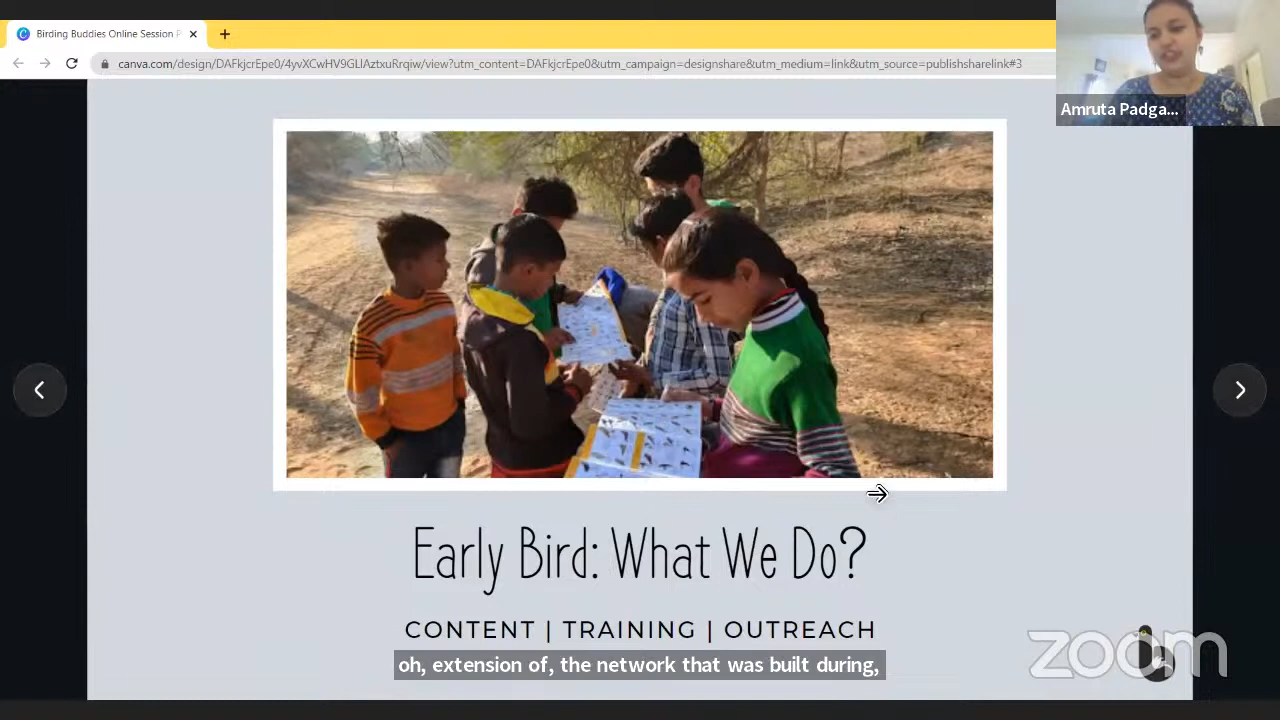 Birding Buddies Online Session P
canva.com/design/DAFkjcrEpe0/4yvXCwHV9GLlAztxuRrqiw/view?utm_content=DAFkjcrEpe0&utm_campaign=designshare&utm_medium=link&utm_source=publishsharelink#3
Amruta Padga...
Early Bird: What We Do?
CONTENT | TRAINING | OUTREACH
oh, extension of, the network that was built during,
zoom